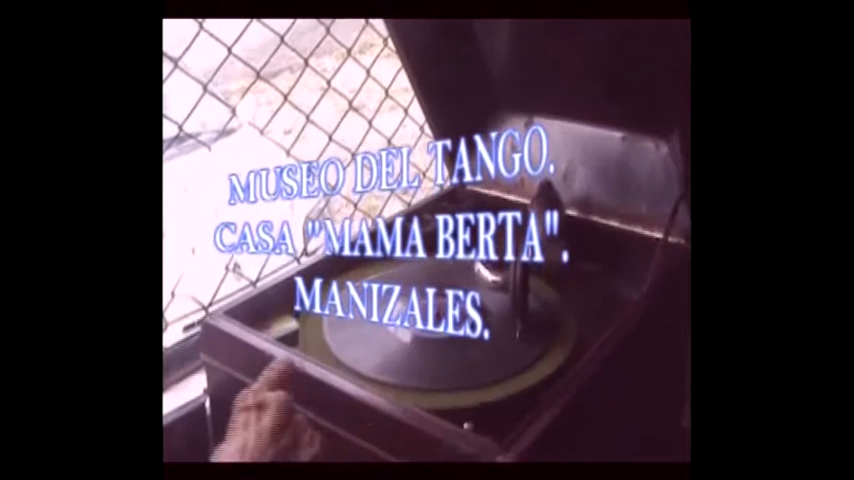 MUSEO DEL TANGO.
CASA "MAMA BERTA".
MANIZALES.